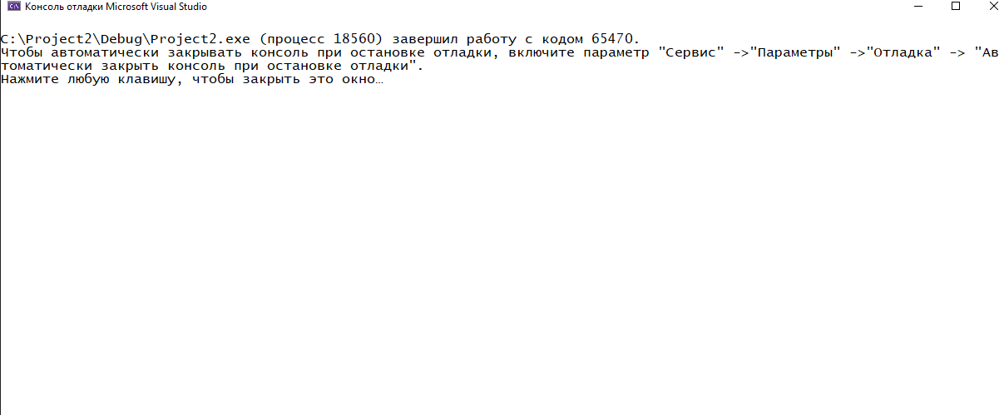 Консоль отладки Microsoft Visual Studio
C:\Project2\Debug\Project2.exe (процесс 18560) завершил работу с кодом 65470.
Чтобы автоматически закрывать консоль при остановке отладки, включите параметр "Сервис" ->"Параметры" ->"Отладка" -> "Ав
томатически закрыть консоль при остановке отладки".
Нажмите любую клавишу, чтобы закрыть это окно…